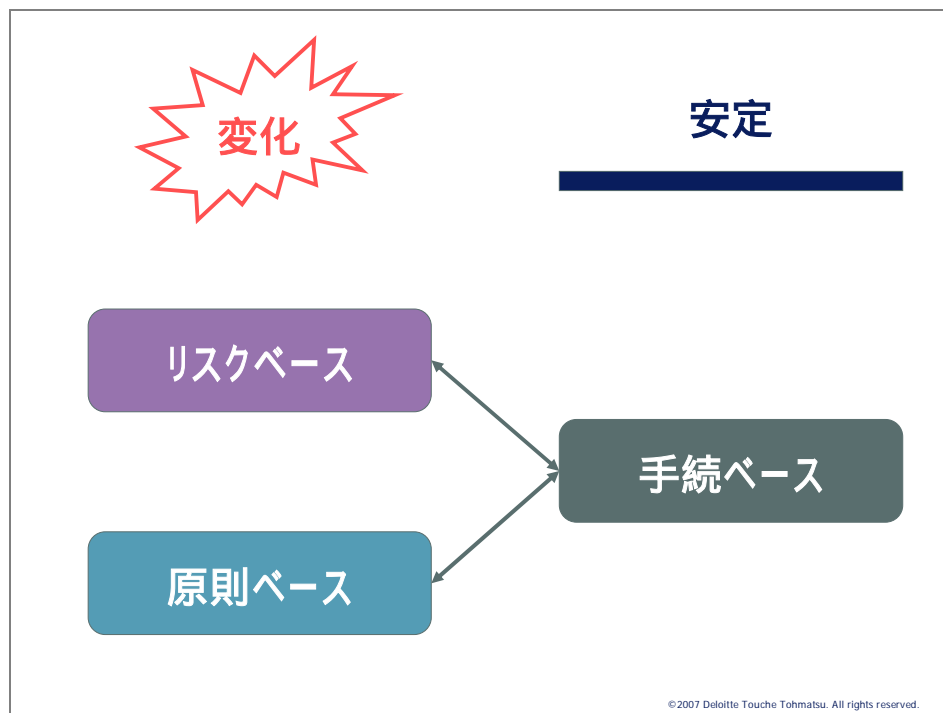 変化
安定
リスクベース
手続ベース
原則ベース
©2007 Deloitte Touche Tohmatsu. All rights reserved.